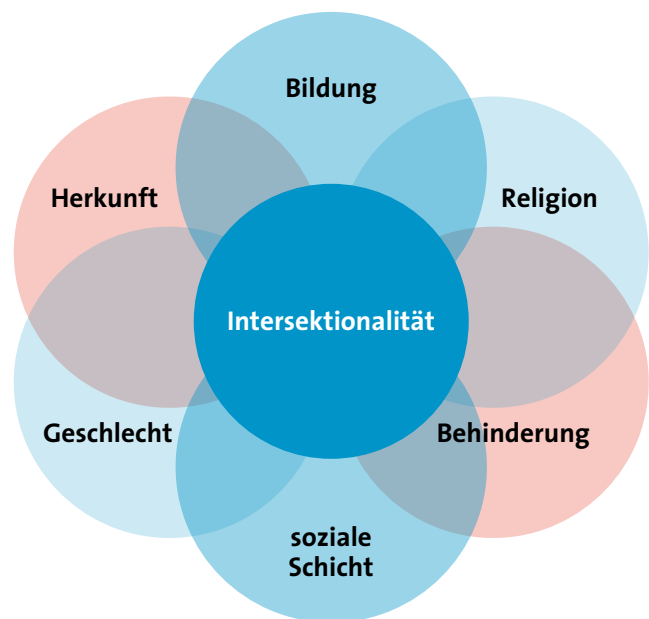 Bildung
Herkunft
Religion
Intersektionalität
Geschlecht
Behinderung
soziale
Schicht